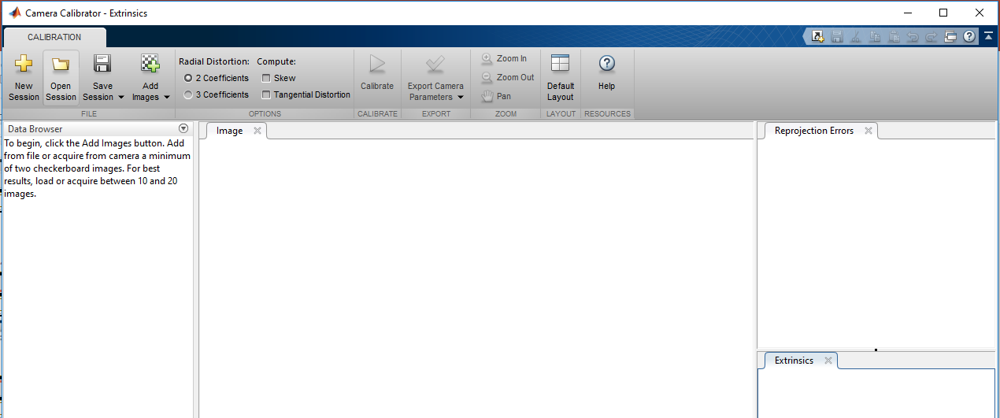 Camera Calibrator - Extrinsics
CALIBRATION
New Session
Open Session
Save Session
Add Images
FILE
Radial Distortion:
2 Coefficients
3 Coefficients
Compute:
Skew
Tangential Distortion
OPTIONS
Calibrate
CALIBRATE
Export Camera Parameters
EXPORT
Zoom In
Zoom Out
Pan
ZOOM
Default Layout
LAYOUT
Help
RESOURCES
Data Browser
To begin, click the Add Images button. Add
from file or acquire from camera a minimum
of two checkerboard images. For best
results, load or acquire between 10 and 20
images.
Image
Reprojection Errors
Extrinsics